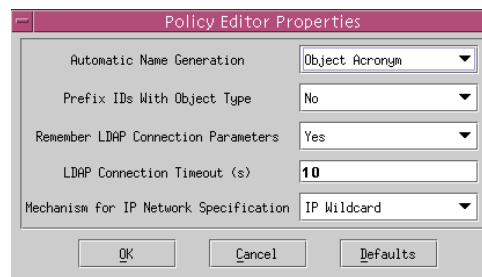 Policy Editor Properties
Automatic Name Generation Object Acronym
Prefix IDs With Object Type No
Remember LDAP Connection Parameters Yes
LDAP Connection Timeout (s) 10
Mechanism for IP Network Specification IP Wildcard
OK Cancel Defaults